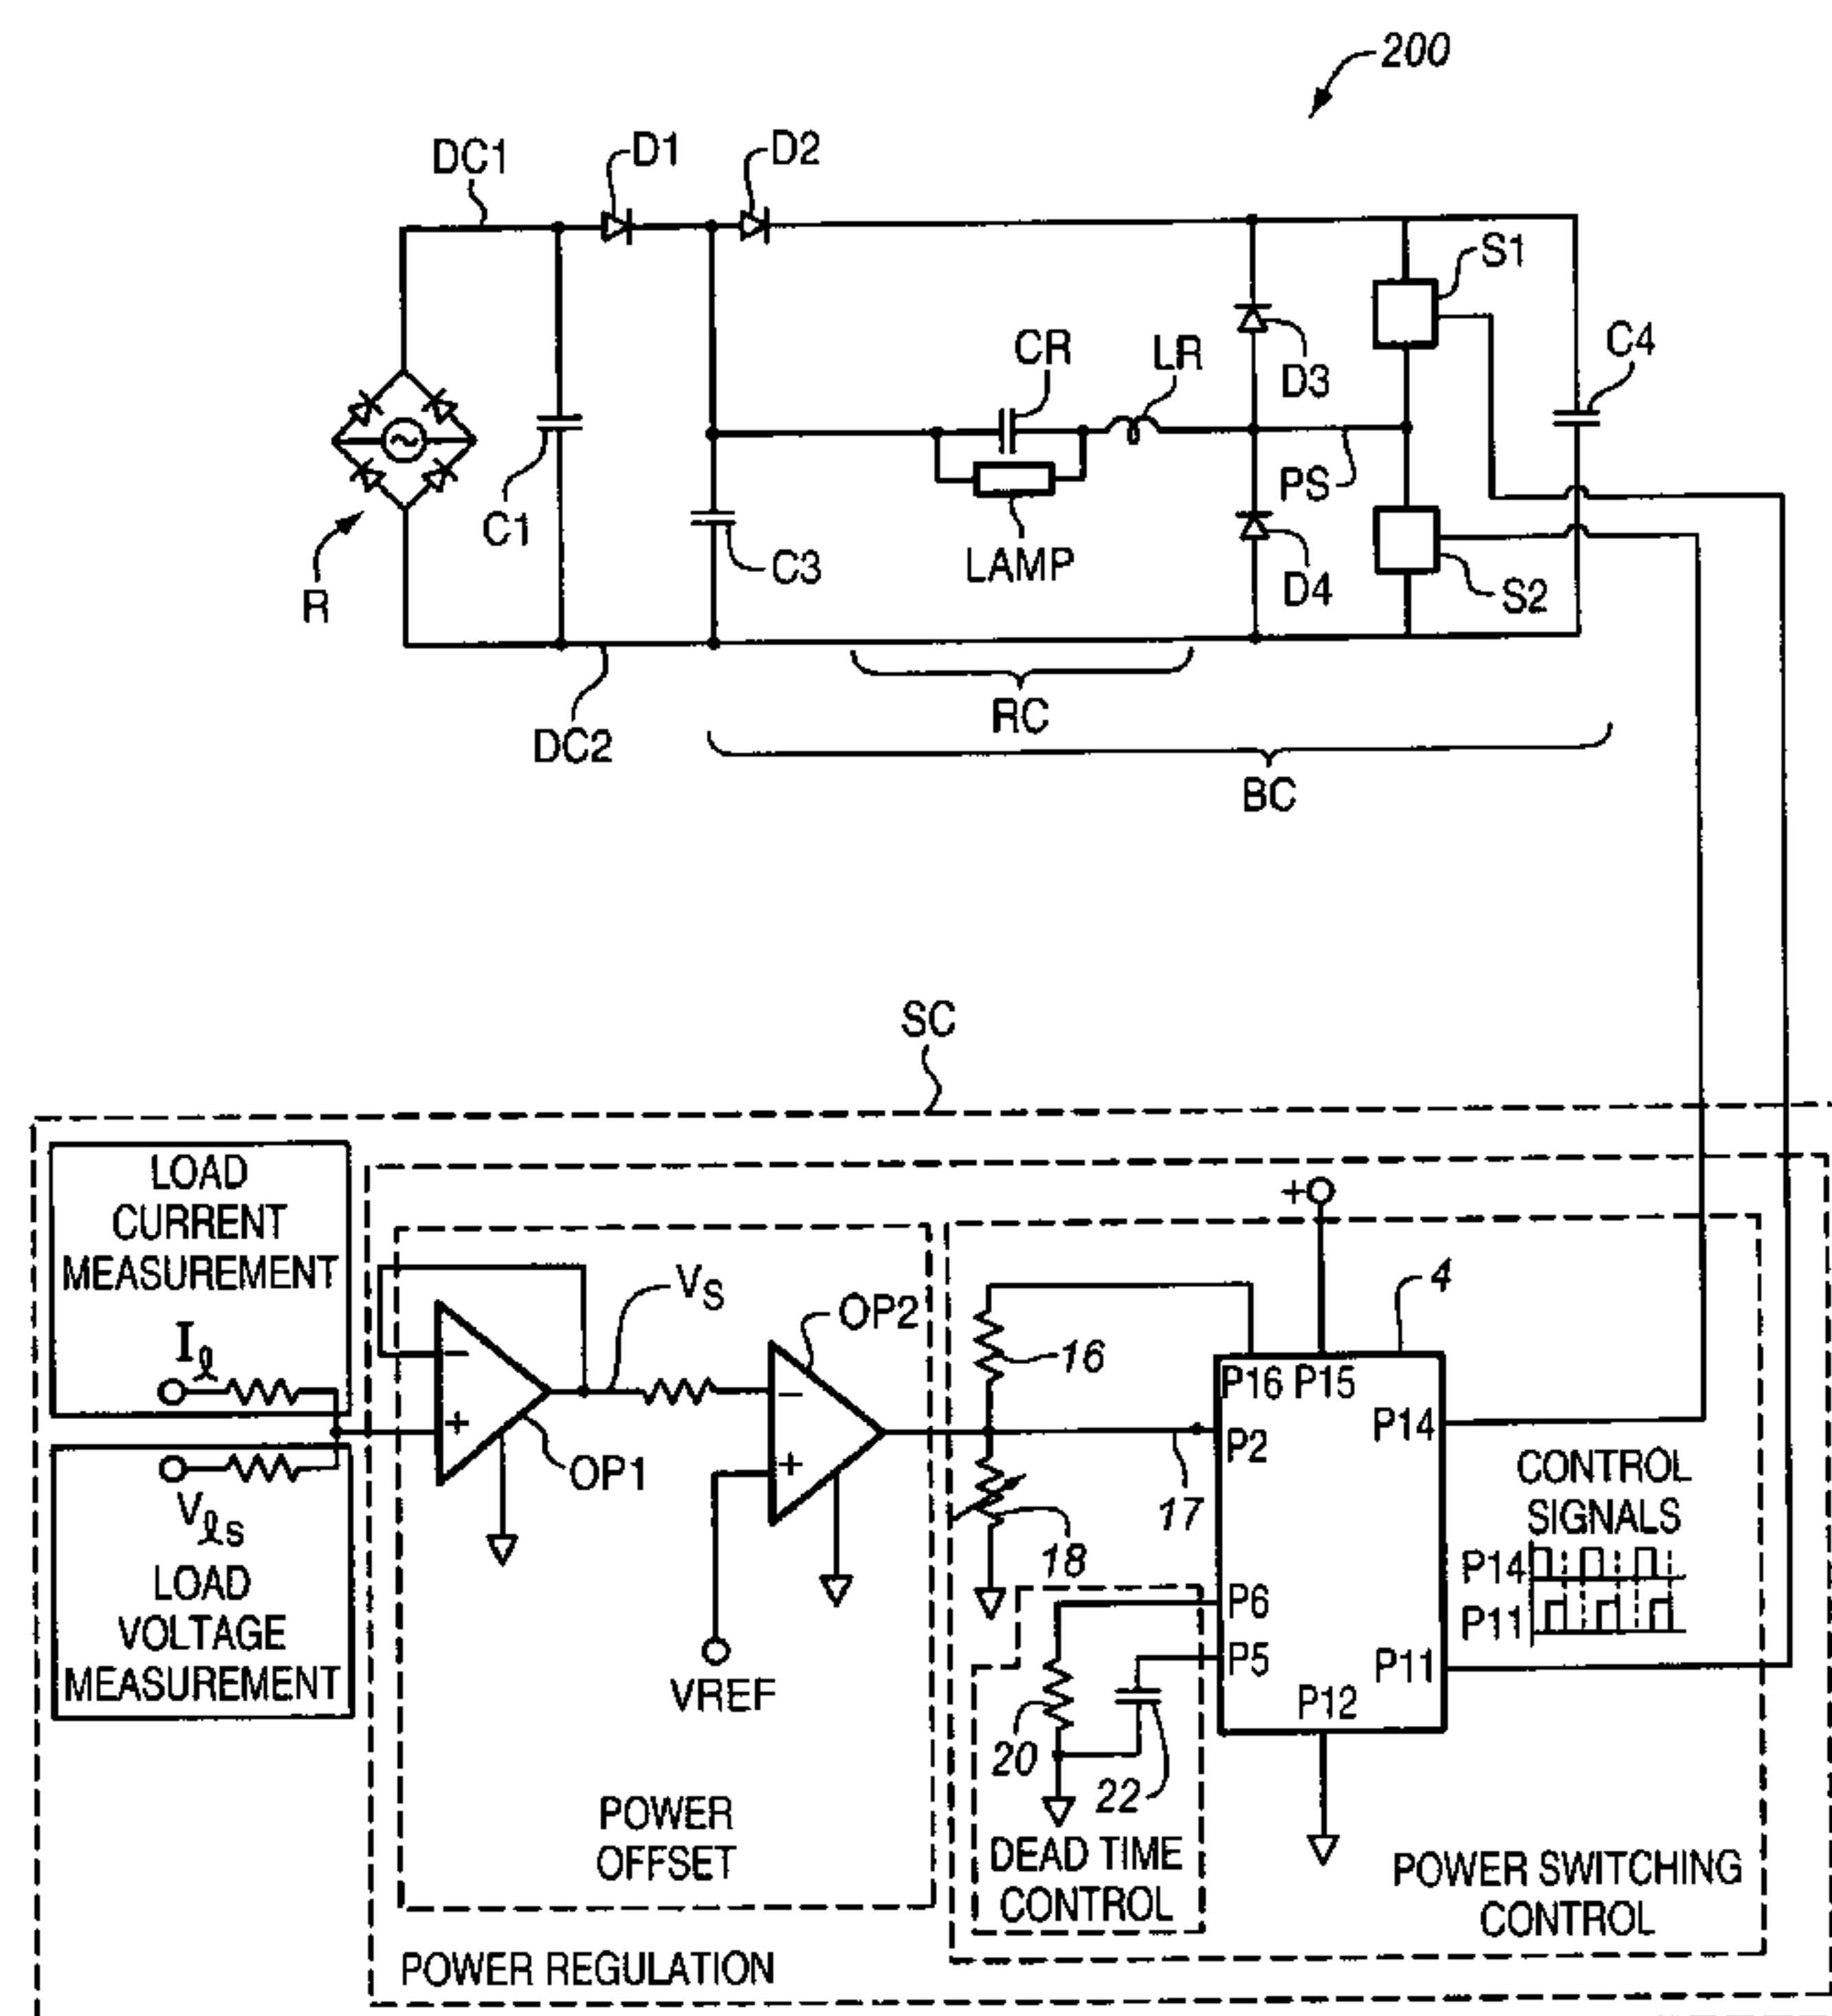 200
DC1
D1
D2
S1
C4
CR
LR
D3
PS
C1
C3
LAMP
D4
S2
R
RC
DC2
BC
SC
LOAD
CURRENT
MEASUREMENT
Iℓ
Vℓs
LOAD
VOLTAGE
MEASUREMENT
VS
OP2
OP1
VREF
POWER
OFFSET
POWER REGULATION
+
4
16
P16 P15
P14
P2
17
18
CONTROL
SIGNALS
P14
P11
P6
P5
P11
P12
20
22
DEAD TIME
CONTROL
POWER SWITCHING
CONTROL